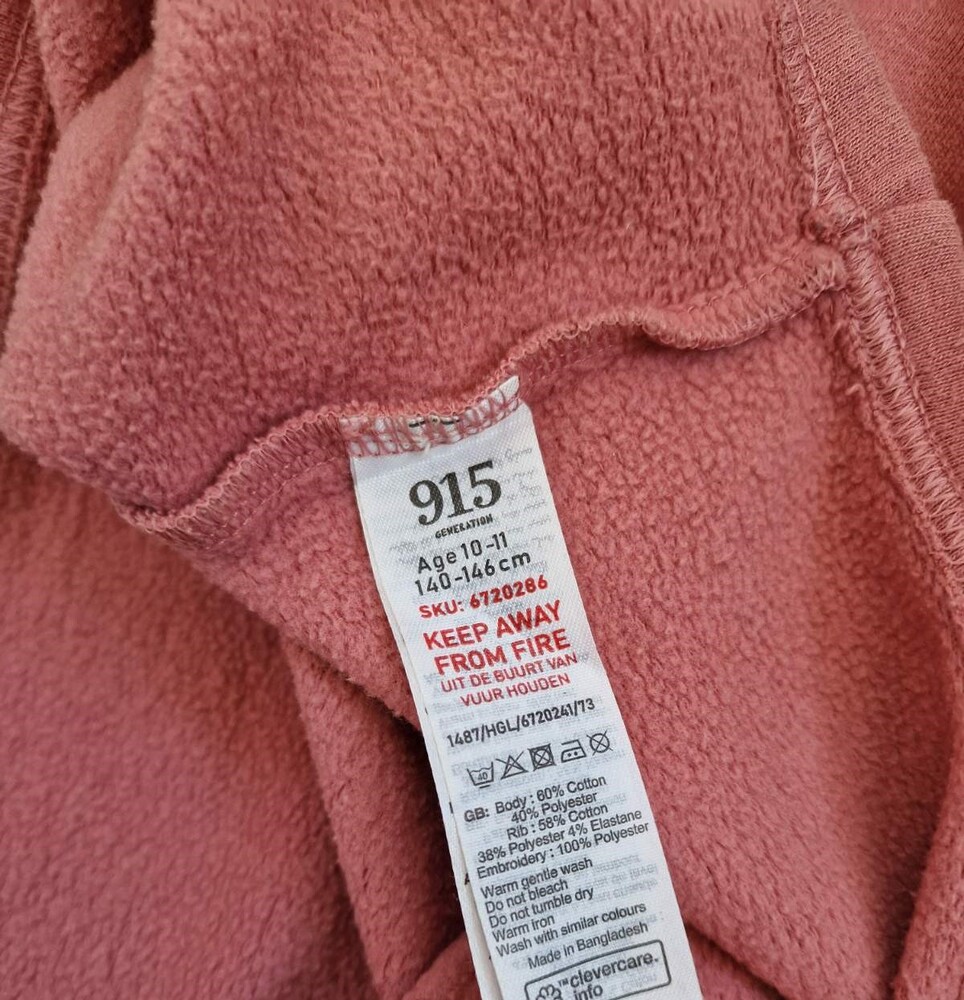 915
GENERATION
Age 10-11
140-146cm
SKU: 6720286
KEEP AWAY
FROM FIRE
UIT DE BUURT VAN
VUUR HOUDEN
1487/HGL/6720241/73
40
GB: Body : 60% Cotton
40% Polyester
Rib : 58% Cotton
38% Polyester 4% Elastane
Embroidery : 100% Polyester
Warm gentle wash
Do not bleach
Do not tumble dry
Warm iron
Wash with similar colours
Made in Bangladesh
™clevercare.
info